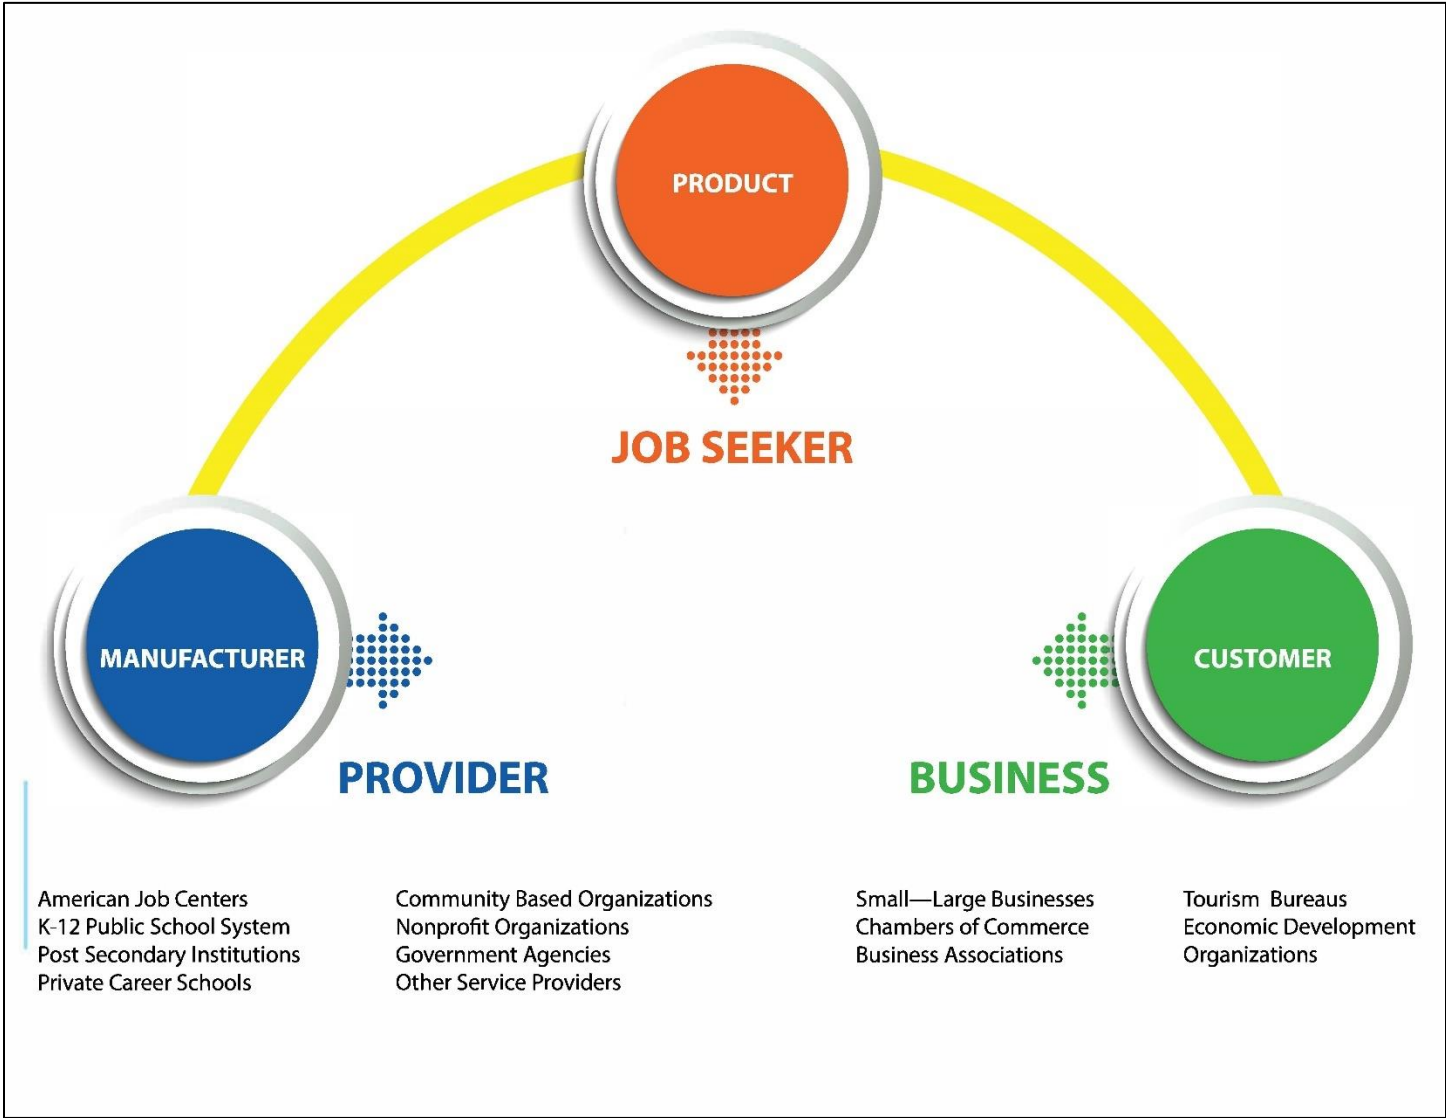 PRODUCT
JOB SEEKER
MANUFACTURER
CUSTOMER
PROVIDER
BUSINESS
American Job Centers
K-12 Public School System
Post Secondary Institutions
Private Career Schools
Community Based Organizations
Nonprofit Organizations
Government Agencies
Other Service Providers
Small—Large Businesses
Chambers of Commerce
Business Associations
Tourism Bureaus
Economic Development
Organizations